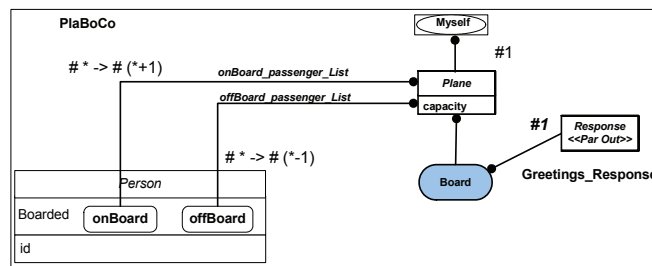 PlaBoCo
Myself
# * -> # (*+1)
#1
onBoard_passenger_List
Plane
offBoard_passenger_List
capacity
#1
Response
<<Par Out>>
# * -> # (*-1)
Board
Greetings_Response
Person
Boarded
onBoard
offBoard
id